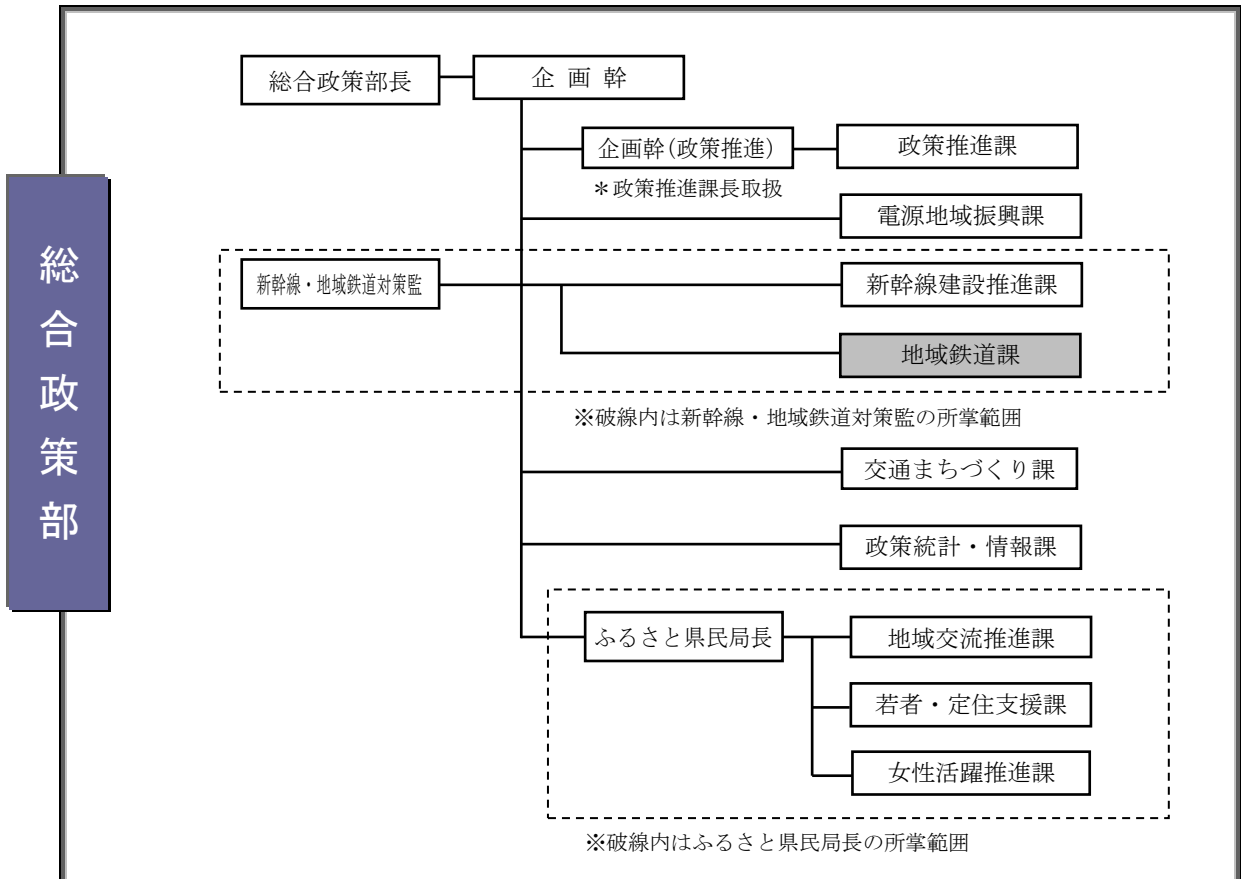 総合政策部
総合政策部長
企画幹
企画幹(政策推進)
政策推進課
＊政策推進課長取扱
電源地域振興課
新幹線・地域鉄道対策監
新幹線建設推進課
地域鉄道課
※破線内は新幹線・地域鉄道対策監の所掌範囲
交通まちづくり課
政策統計・情報課
ふるさと県民局長
地域交流推進課
若者・定住支援課
女性活躍推進課
※破線内はふるさと県民局長の所掌範囲